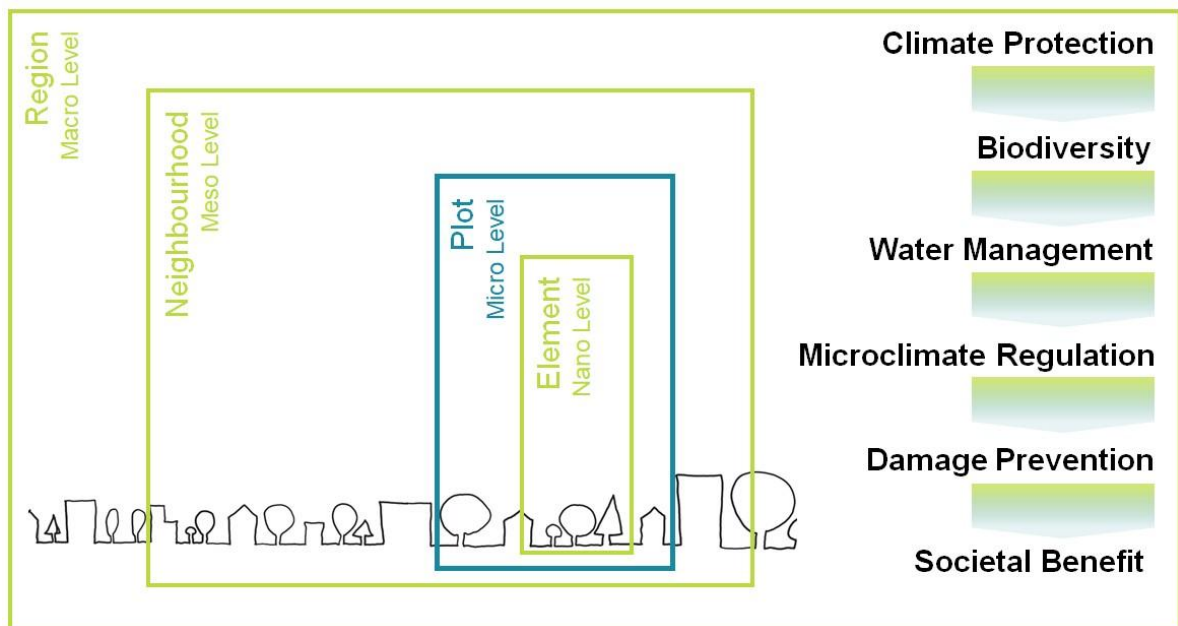 Region
Macro Level
Neighbourhood
Meso Level
Plot
Micro Level
Element
Nano Level
Climate Protection
Biodiversity
Water Management
Microclimate Regulation
Damage Prevention
Societal Benefit